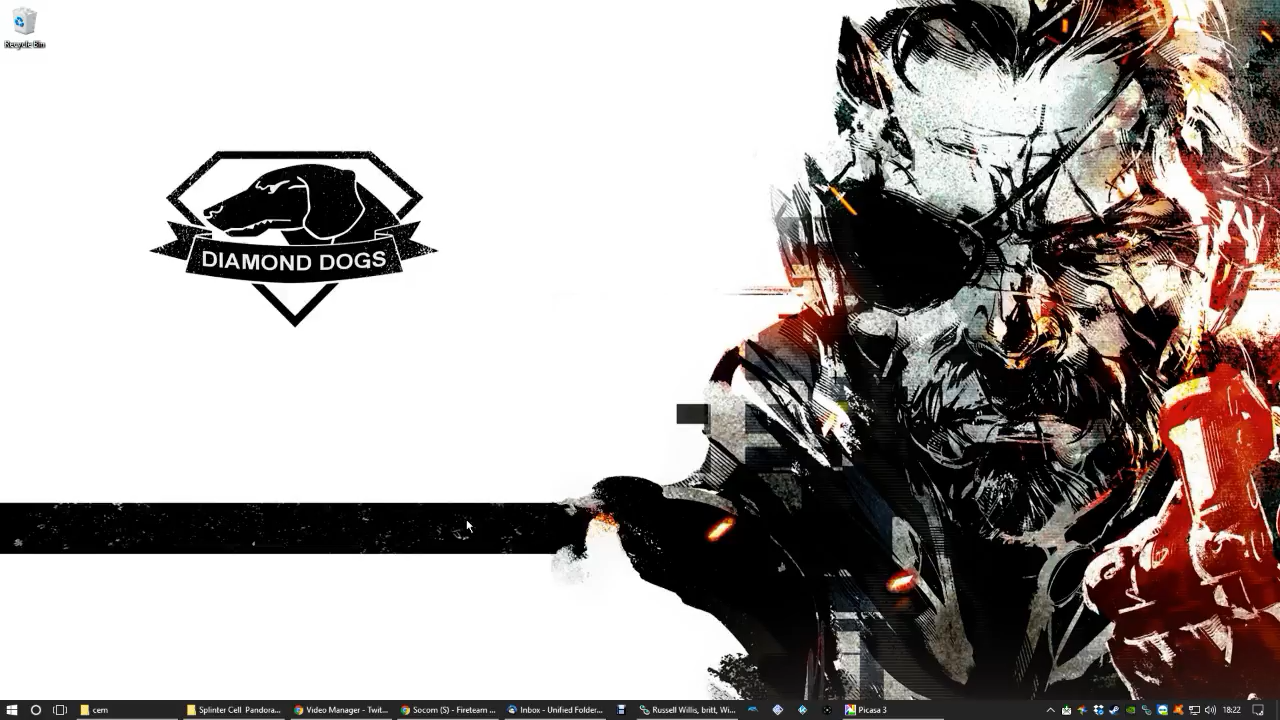 Recycle Bin
DIAMOND DOGS
cem
Splinter Cell Pandora...
Video Manager - Twit...
Socom (S) - Fireteam ...
Inbox - Unified Folder...
Russell Willis, britt, Wi...
Picasa 3
18:22